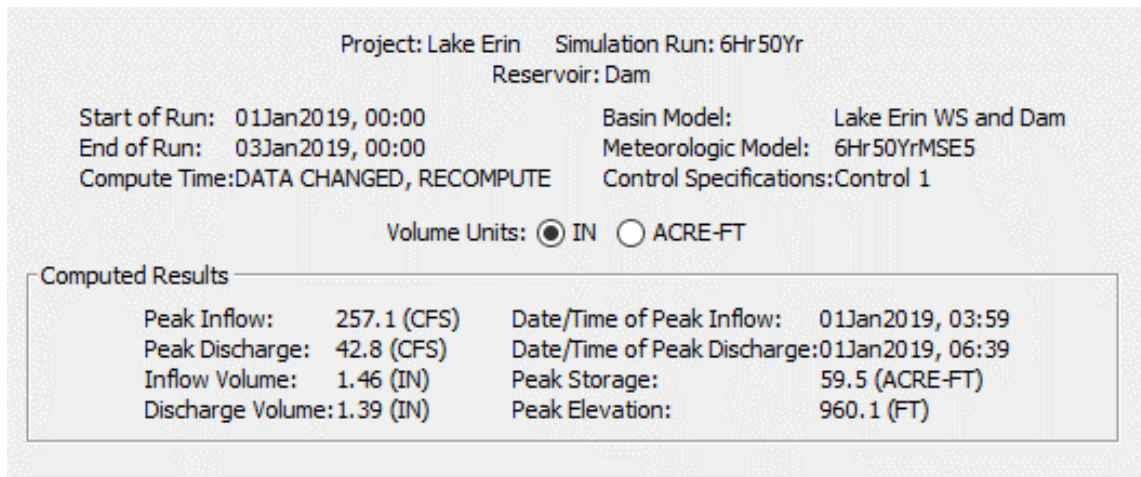 Project: Lake Erin Simulation Run: 6Hr50Yr
Reservoir: Dam
Start of Run: 01Jan2019, 00:00 Basin Model: Lake Erin WS and Dam
End of Run: 03Jan2019, 00:00 Meteorologic Model: 6Hr50YrMSE5
Compute Time:DATA CHANGED, RECOMPUTE Control Specifications:Control 1
Volume Units: IN ACRE-FT
Computed Results
Peak Inflow: 257.1 (CFS) Date/Time of Peak Inflow: 01Jan2019, 03:59
Peak Discharge: 42.8 (CFS) Date/Time of Peak Discharge:01Jan2019, 06:39
Inflow Volume: 1.46 (IN) Peak Storage: 59.5 (ACRE-FT)
Discharge Volume:1.39 (IN) Peak Elevation: 960.1 (FT)